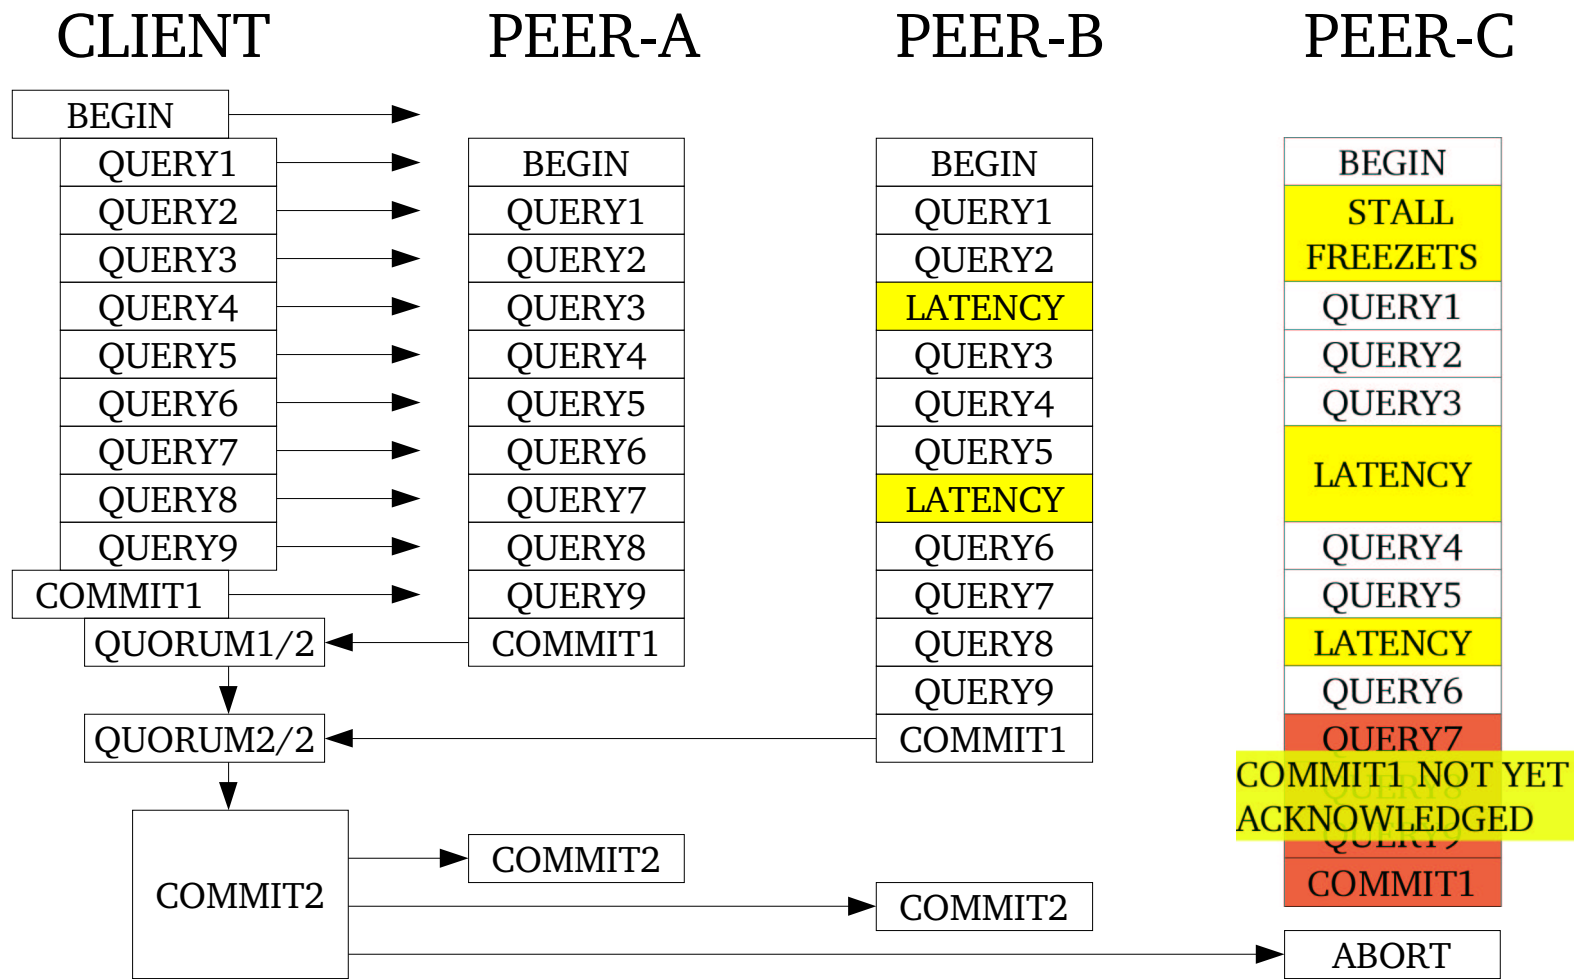 CLIENT PEER-A PEER-B PEER-C
BEGIN
QUERY1 BEGIN BEGIN BEGIN
QUERY2 QUERY1 QUERY1 STALL
QUERY3 QUERY2 QUERY2 FREEZETS
QUERY4 QUERY3 LATENCY QUERY1
QUERY5 QUERY4 QUERY3 QUERY2
QUERY6 QUERY5 QUERY4 QUERY3
QUERY7 QUERY6 QUERY5 LATENCY
QUERY8 QUERY7 LATENCY
QUERY9 QUERY8 QUERY6 QUERY4
COMMIT1 QUERY9 QUERY7 QUERY5
QUORUM1/2 COMMIT1 QUERY8 LATENCY
QUERY9 QUERY6
QUORUM2/2 COMMIT1 QUERY7
COMMIT1 NOT YET
QUERY8
ACKNOWLEDGED
QUERY9
COMMIT2 COMMIT2 COMMIT2 COMMIT1
ABORT